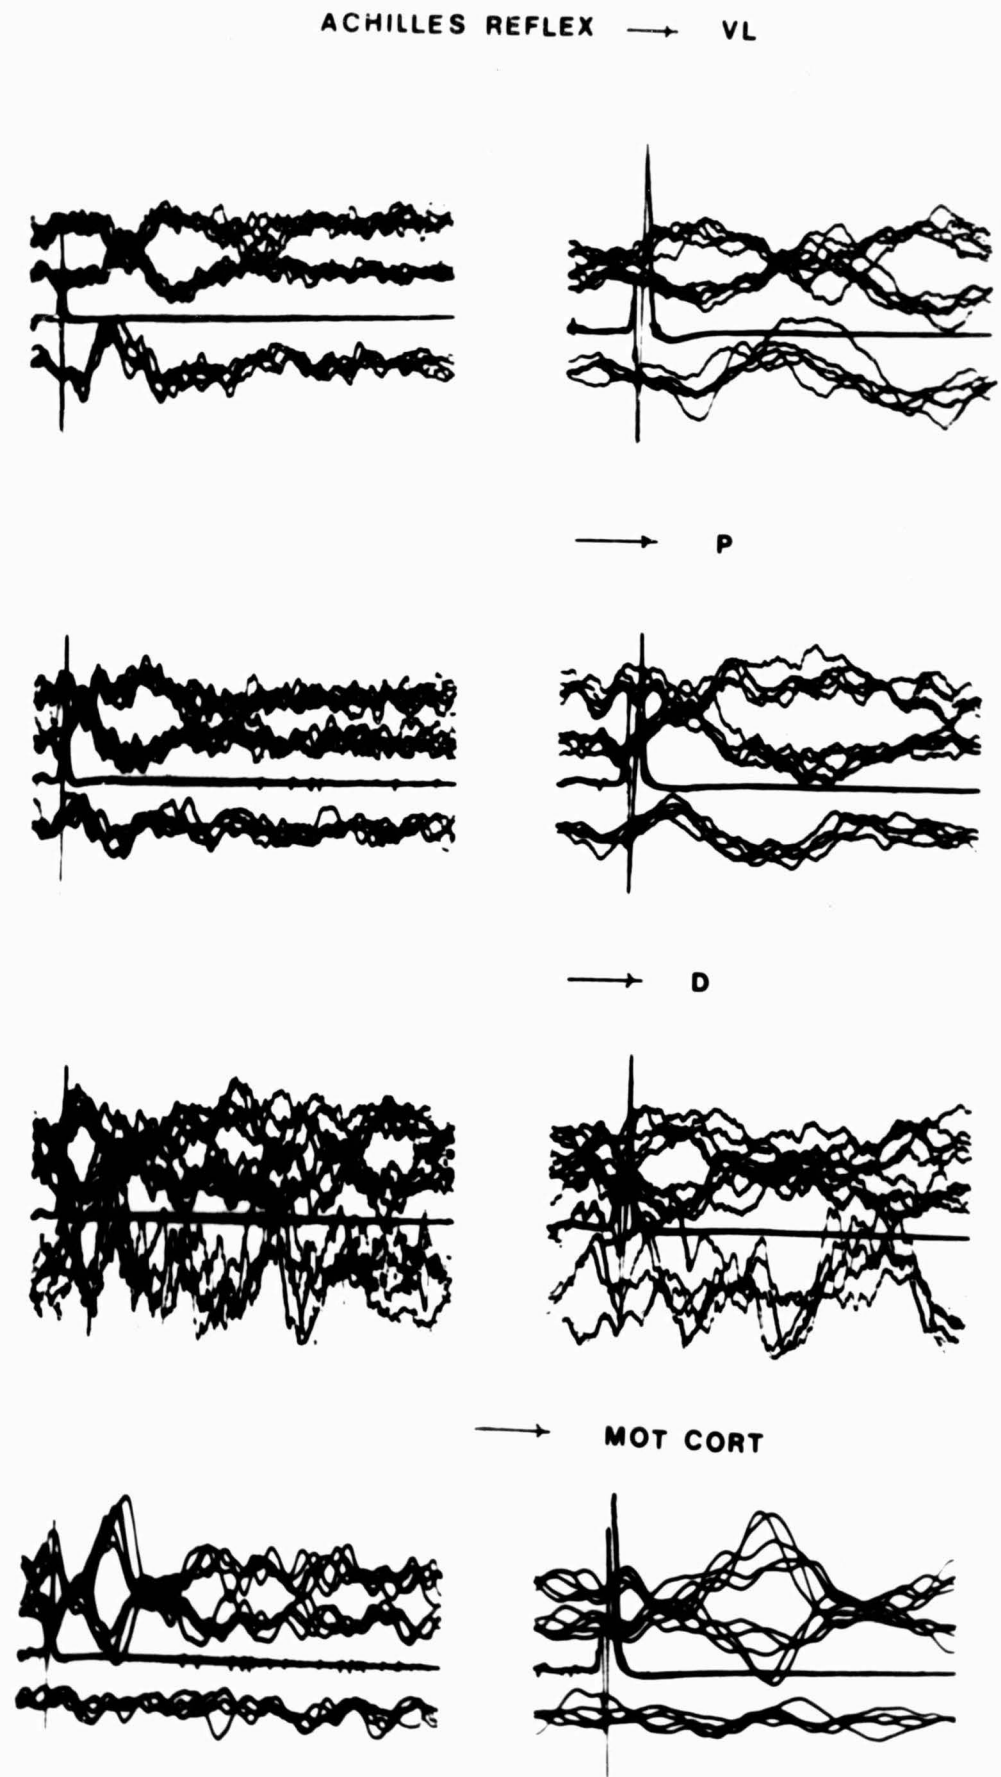 ACHILLES REFLEX → VL
→ P
→ D
→ MOT CORT